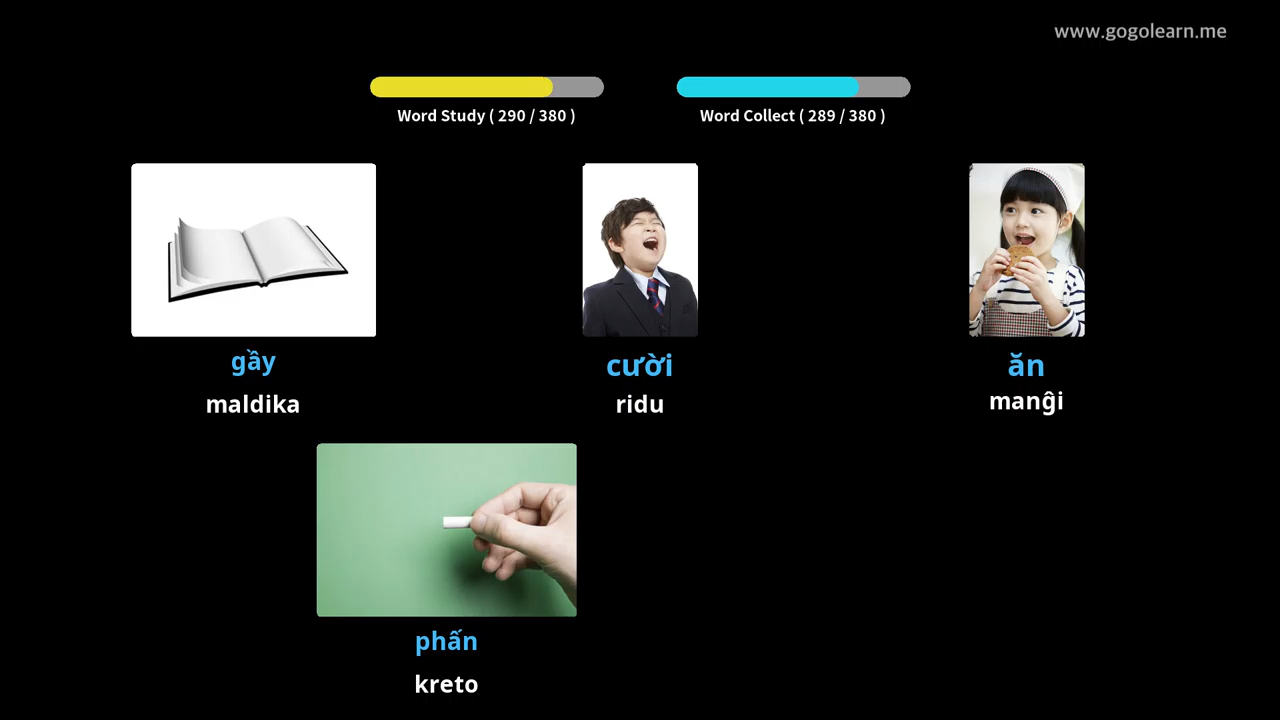 www.gogolearn.me
Word Study ( 290 / 380 )
Word Collect ( 289 / 380 )
gầy
maldika
cười
ridu
ăn
manĝi
phấn
kreto